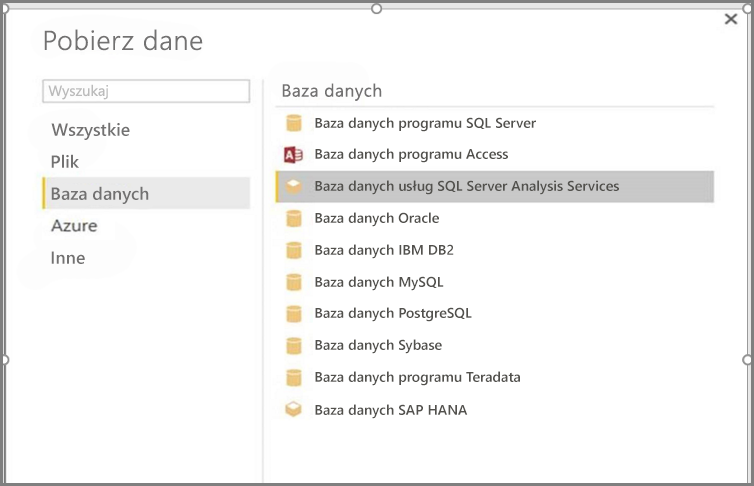 Pobierz dane
Wyszukaj
Wszystkie
Plik
Baza danych
Azure
Inne
Baza danych
Baza danych programu SQL Server
Baza danych programu Access
Baza danych usług SQL Server Analysis Services
Baza danych Oracle
Baza danych IBM DB2
Baza danych MySQL
Baza danych PostgreSQL
Baza danych Sybase
Baza danych programu Teradata
Baza danych SAP HANA